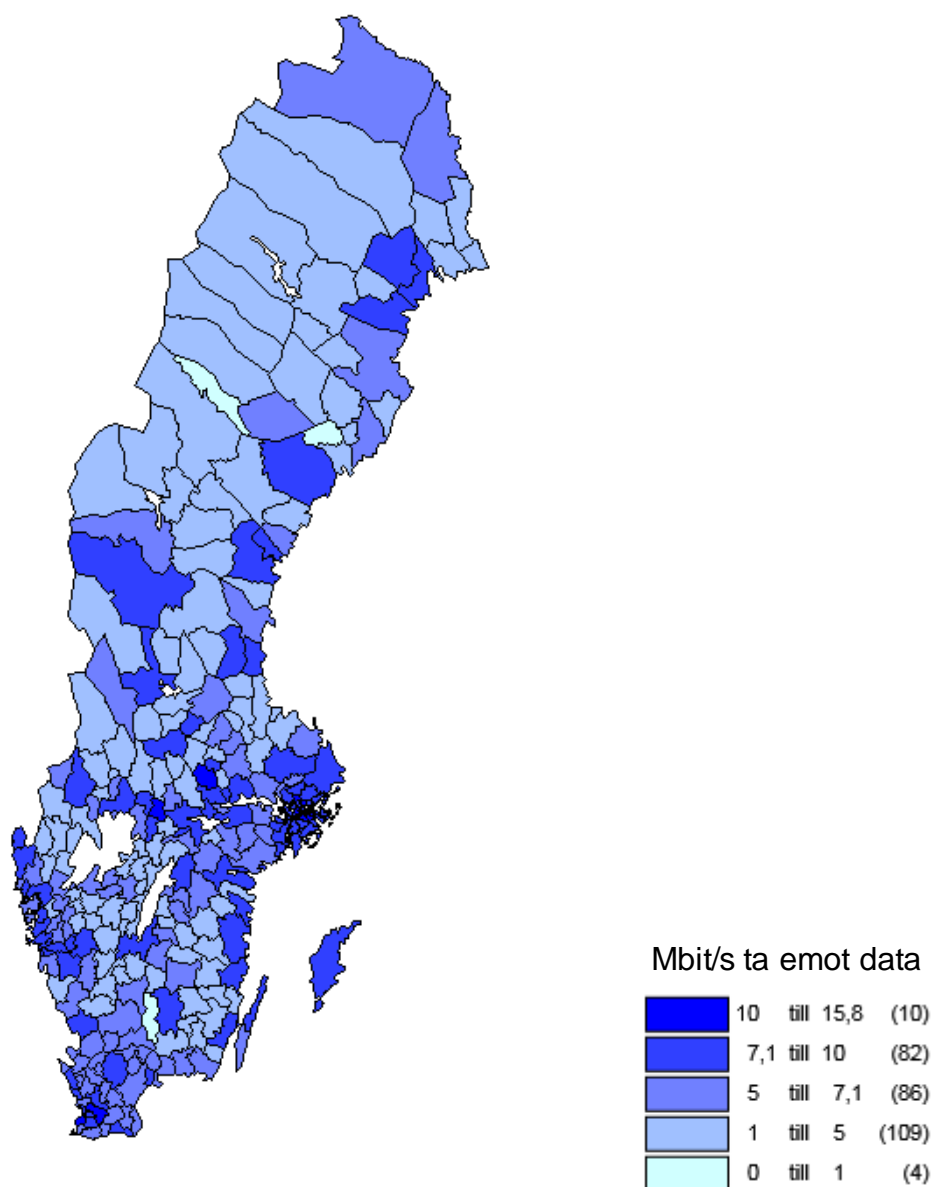 Mbit/s ta emot data
10 till 15,8 (10)
7,1 till 10 (82)
5 till 7,1 (86)
1 till 5 (109)
0 till 1 (4)